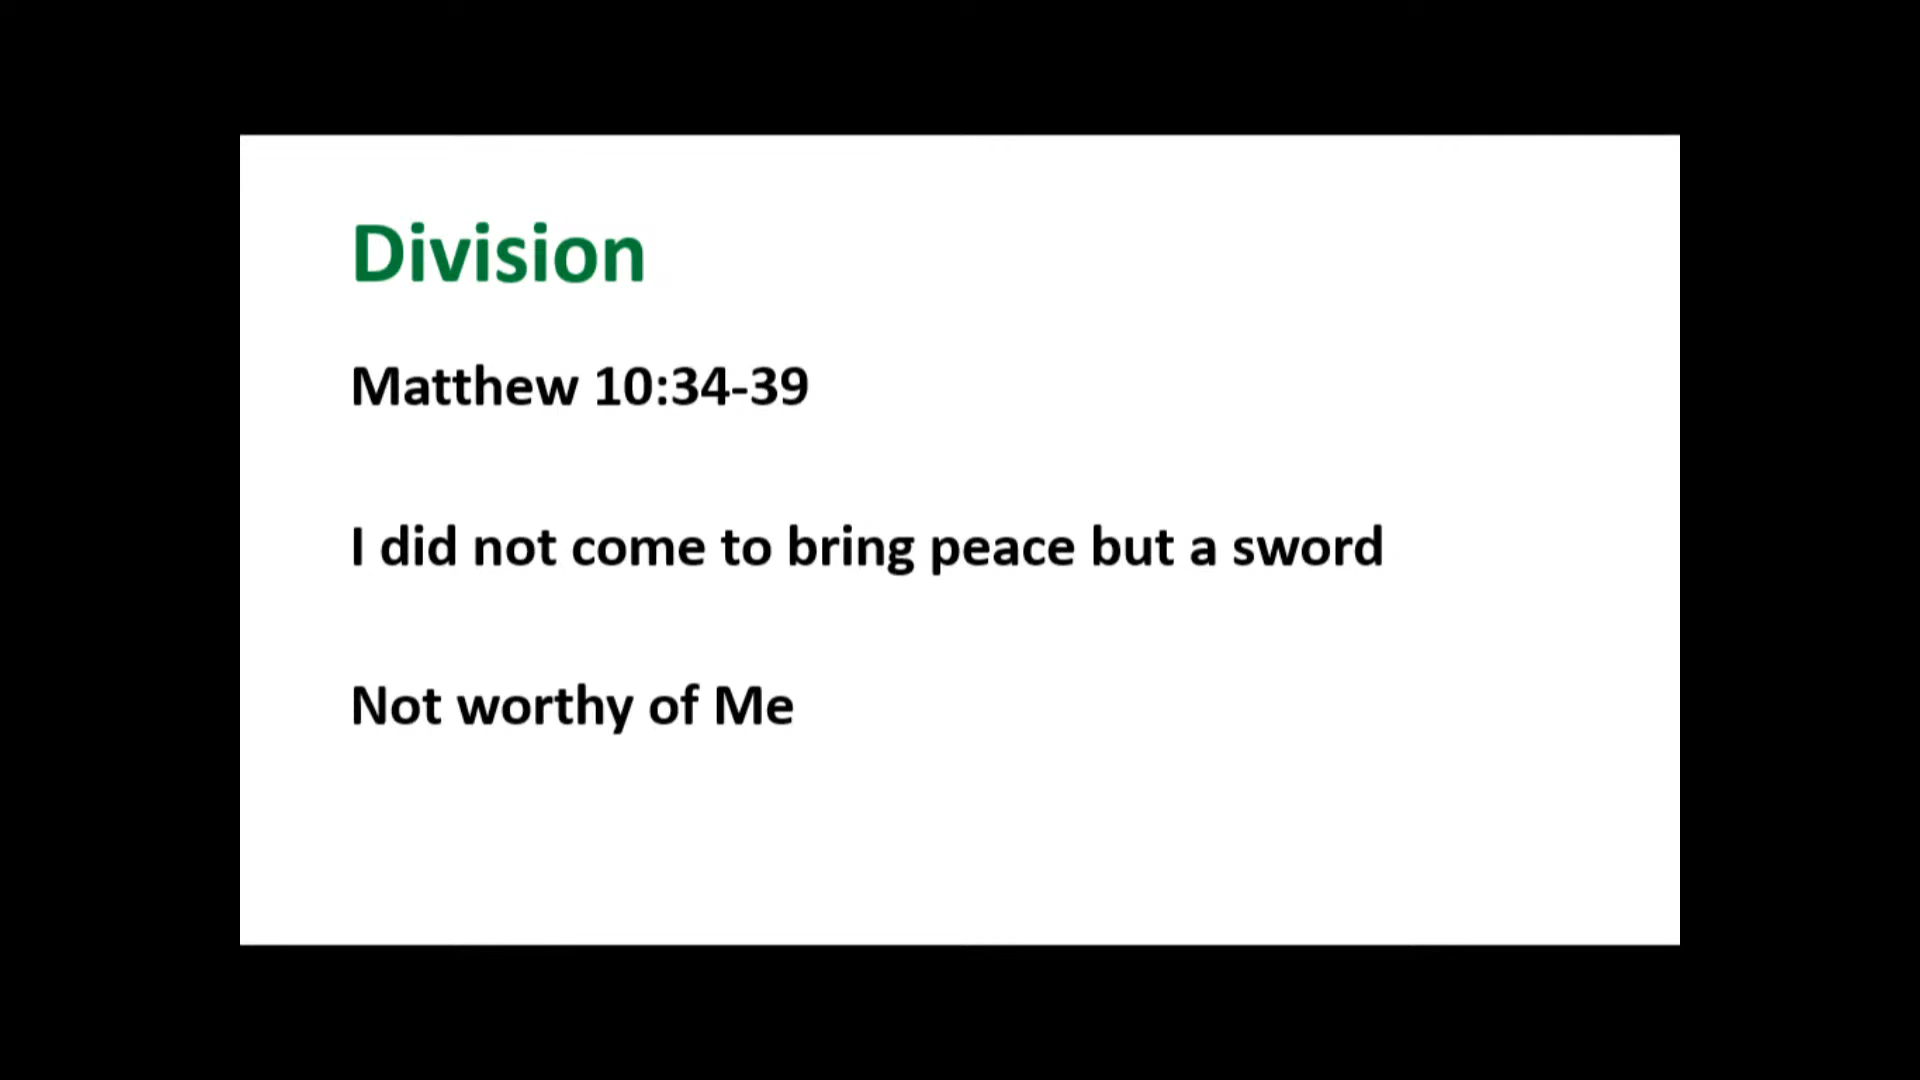 Division
Matthew 10:34-39
I did not come to bring peace but a sword
Not worthy of Me